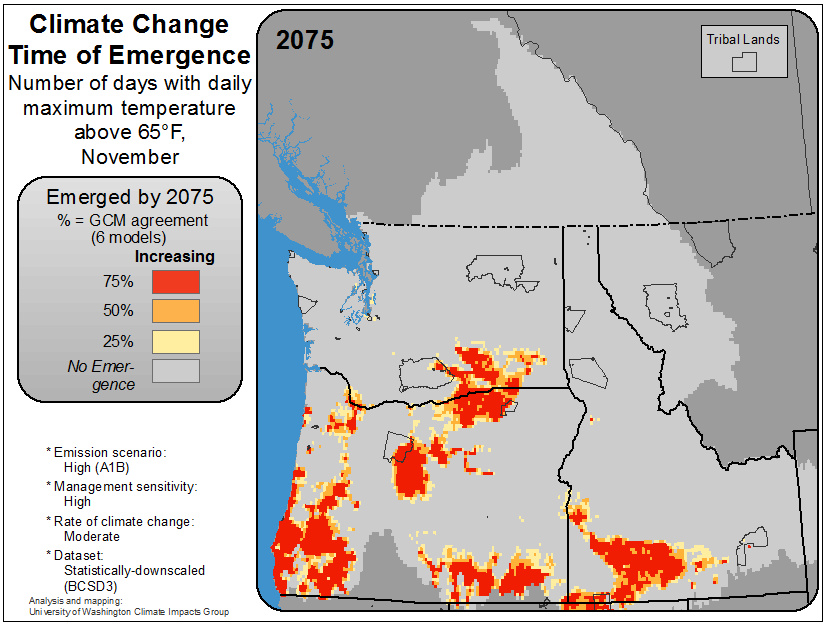 Climate Change
Time of Emergence
Number of days with daily
maximum temperature
above 65°F,
November
Emerged by 2075
% = GCM agreement
(6 models)
Increasing
75%
50%
25%
No Emer-
gence
* Emission scenario:
High (A1B)
* Management sensitivity:
High
* Rate of climate change:
Moderate
* Dataset:
Statistically-downscaled
(BCSD3)
Analysis and mapping:
University of Washington Climate Impacts Group
2075
Tribal Lands